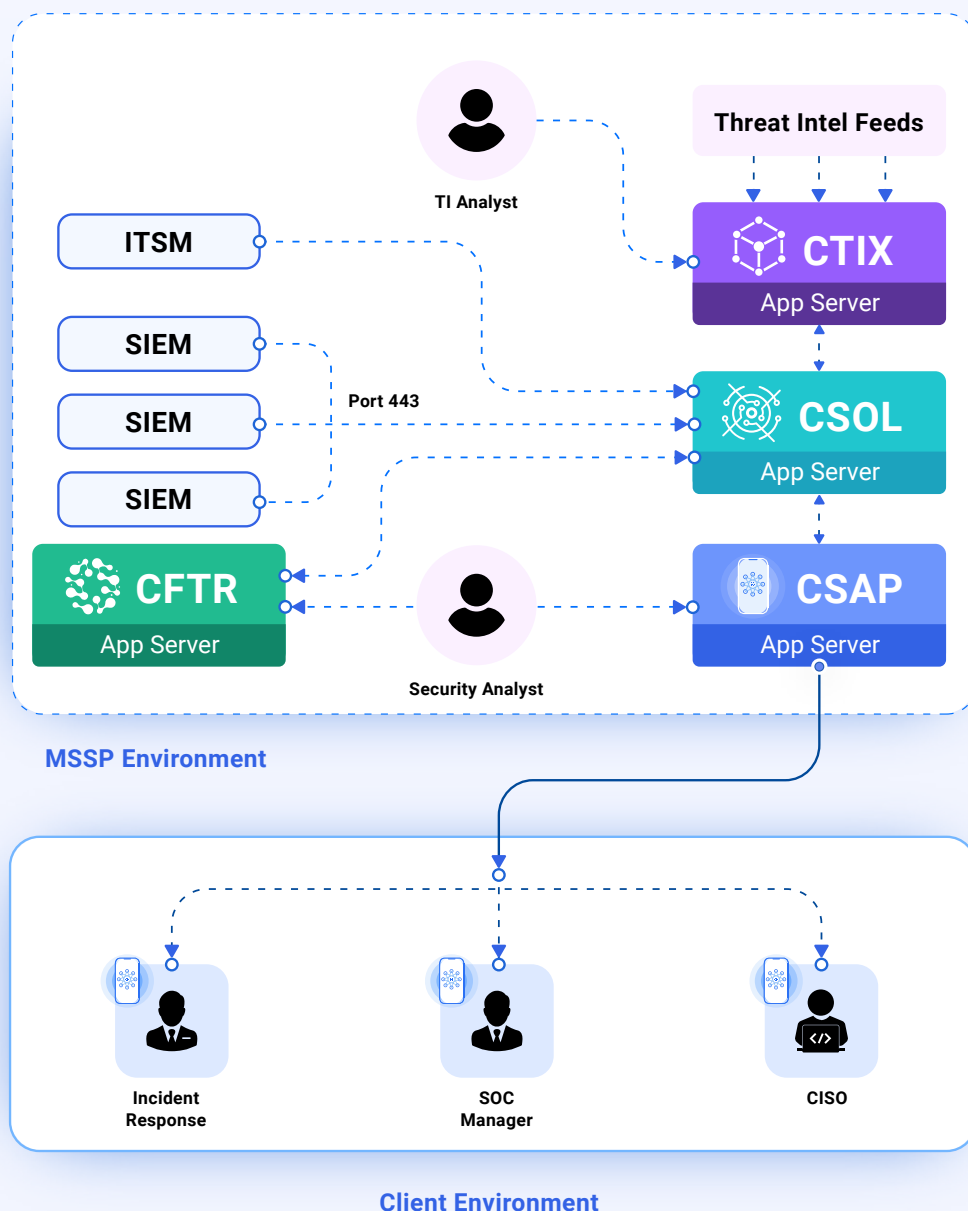 Threat Intel Feeds
TI Analyst
CTIX
App Server
ITSM
SIEM
SIEM
SIEM
Port 443
CSOL
App Server
CFTR
App Server
Security Analyst
CSAP
App Server
MSSP Environment
Incident
Response
SOC
Manager
</>
CISO
Client Environment